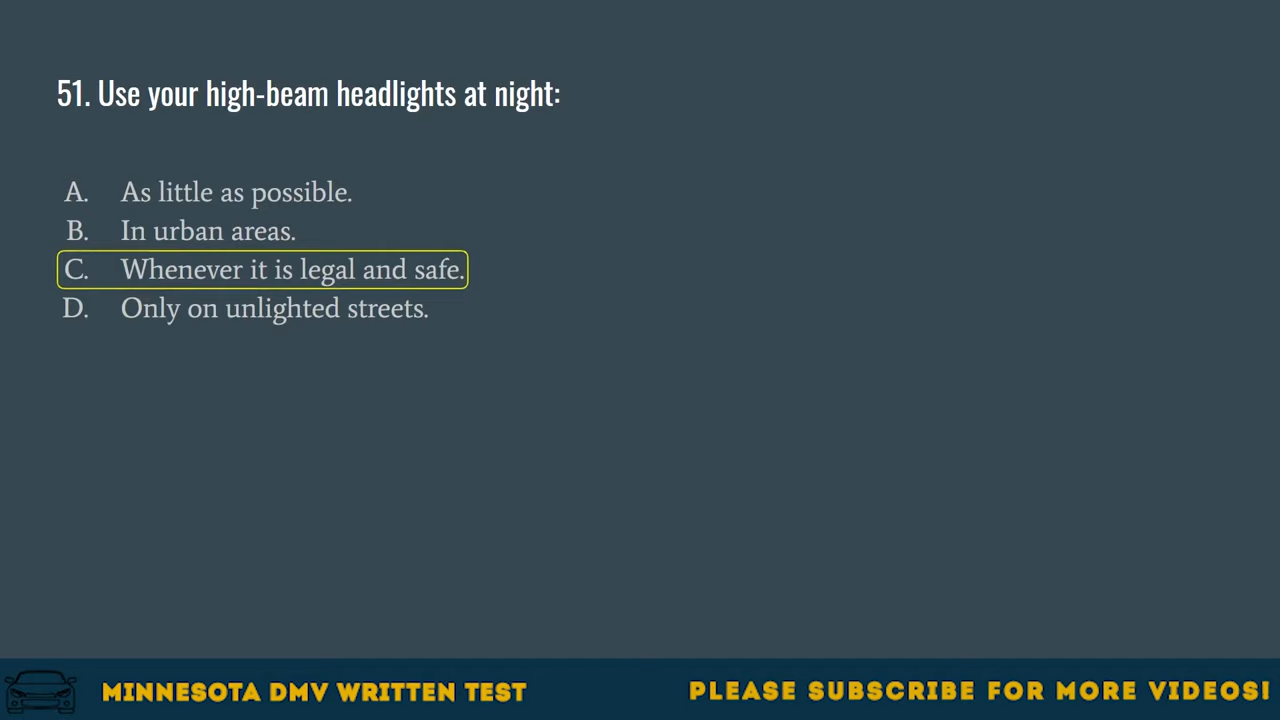 51. Use your high-beam headlights at night:
A. As little as possible.
B. In urban areas.
C. Whenever it is legal and safe.
D. Only on unlighted streets.
MINNESOTA DMV WRITTEN TEST
PLEASE SUBSCRIBE FOR MORE VIDEOS!